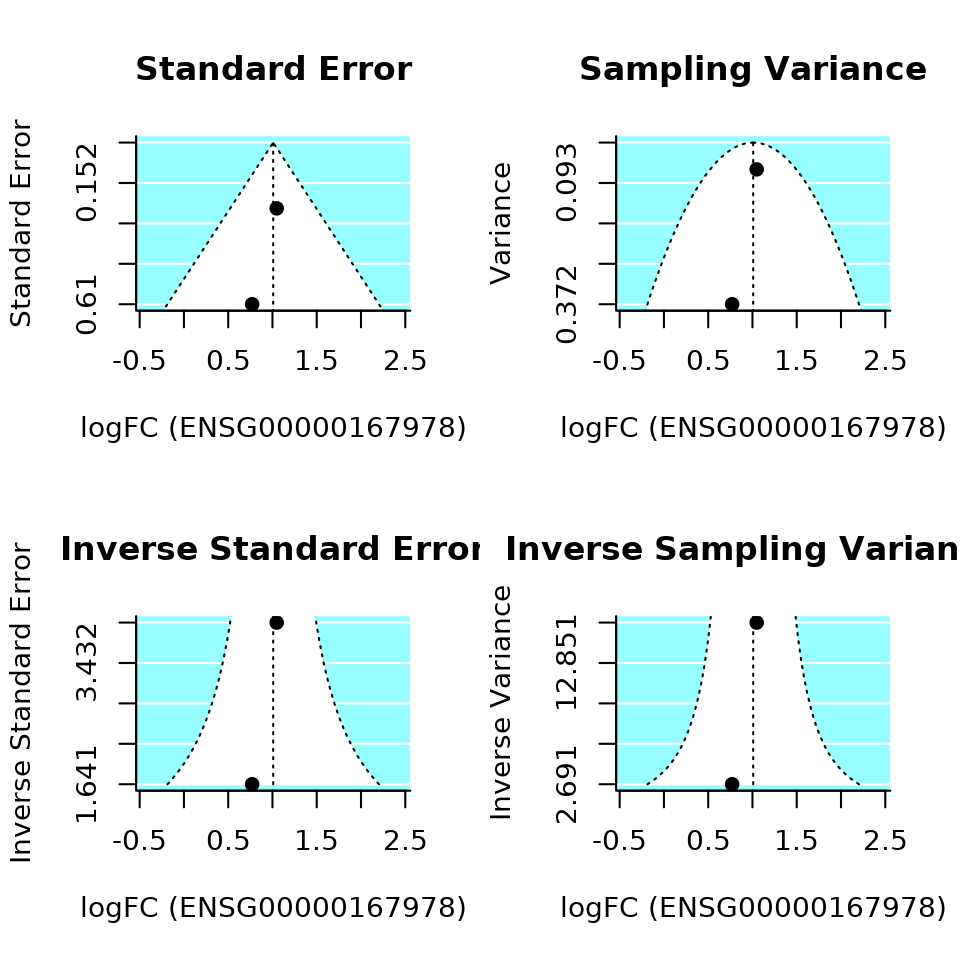 Standard Error
Standard Error
0.152
0.61
-0.5 0.5 1.5 2.5
logFC (ENSG00000167978)
Sampling Variance
Variance
0.093
0.372
-0.5 0.5 1.5 2.5
logFC (ENSG00000167978)
Inverse Standard Error
Inverse Standard Error
3.432
1.641
-0.5 0.5 1.5 2.5
logFC (ENSG00000167978)
Inverse Sampling Varian
Inverse Variance
12.851
2.691
-0.5 0.5 1.5 2.5
logFC (ENSG00000167978)